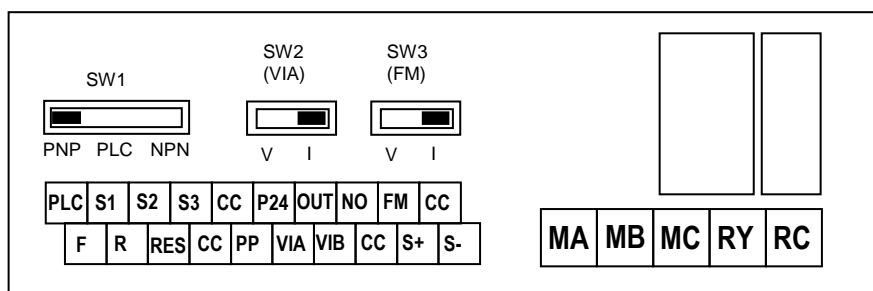 SW1
SW2
(VIA)
SW3
(FM)
PNP PLC NPN
V I
V I
PLC S1 S2 S3 CC P24 OUT NO FM CC
F R RES CC PP VIA VIB CC S+ S-
MA MB MC RY RC